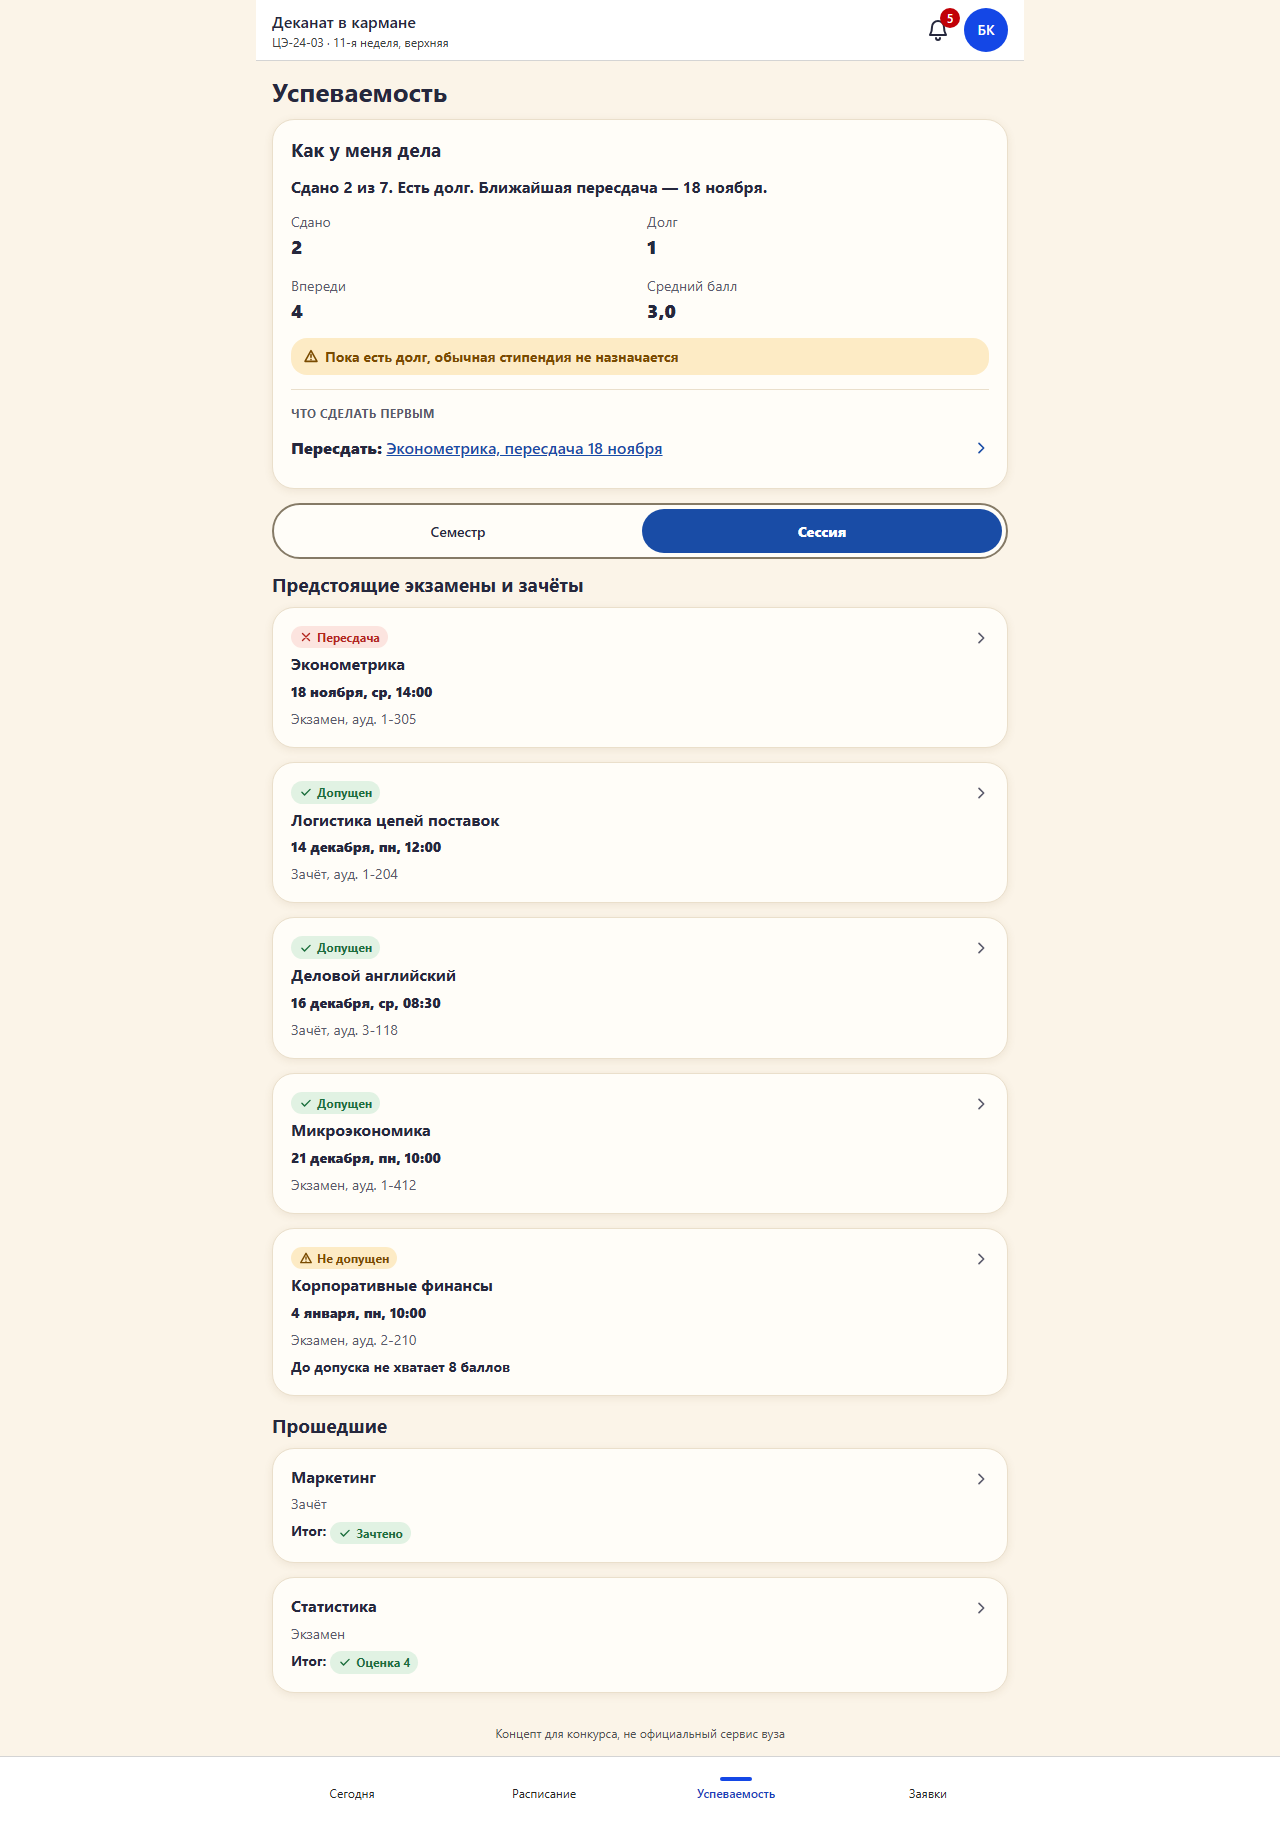 Деканат в кармане
ЦЭ-24-03 · 11-я неделя, верхняя
5
БК
Успеваемость
Как у меня дела
Сдано 2 из 7. Есть долг. Ближайшая пересдача — 18 ноября.
Сдано
2
Долг
1
Впереди
4
Средний балл
3,0
Пока есть долг, обычная стипендия не назначается
ЧТО СДЕЛАТЬ ПЕРВЫМ
Пересдать: Эконометрика, пересдача 18 ноября
Семестр
Сессия
Предстоящие экзамены и зачёты
Пересдача
Эконометрика
18 ноября, ср, 14:00
Экзамен, ауд. 1-305
Допущен
Логистика цепей поставок
14 декабря, пн, 12:00
Зачёт, ауд. 1-204
Допущен
Деловой английский
16 декабря, ср, 08:30
Зачёт, ауд. 3-118
Допущен
Микроэкономика
21 декабря, пн, 10:00
Экзамен, ауд. 1-412
Не допущен
Корпоративные финансы
4 января, пн, 10:00
Экзамен, ауд. 2-210
До допуска не хватает 8 баллов
Прошедшие
Маркетинг
Зачёт
Итог: Зачтено
Статистика
Экзамен
Итог: Оценка 4
Концепт для конкурса, не официальный сервис вуза
Сегодня
Расписание
Успеваемость
Заявки